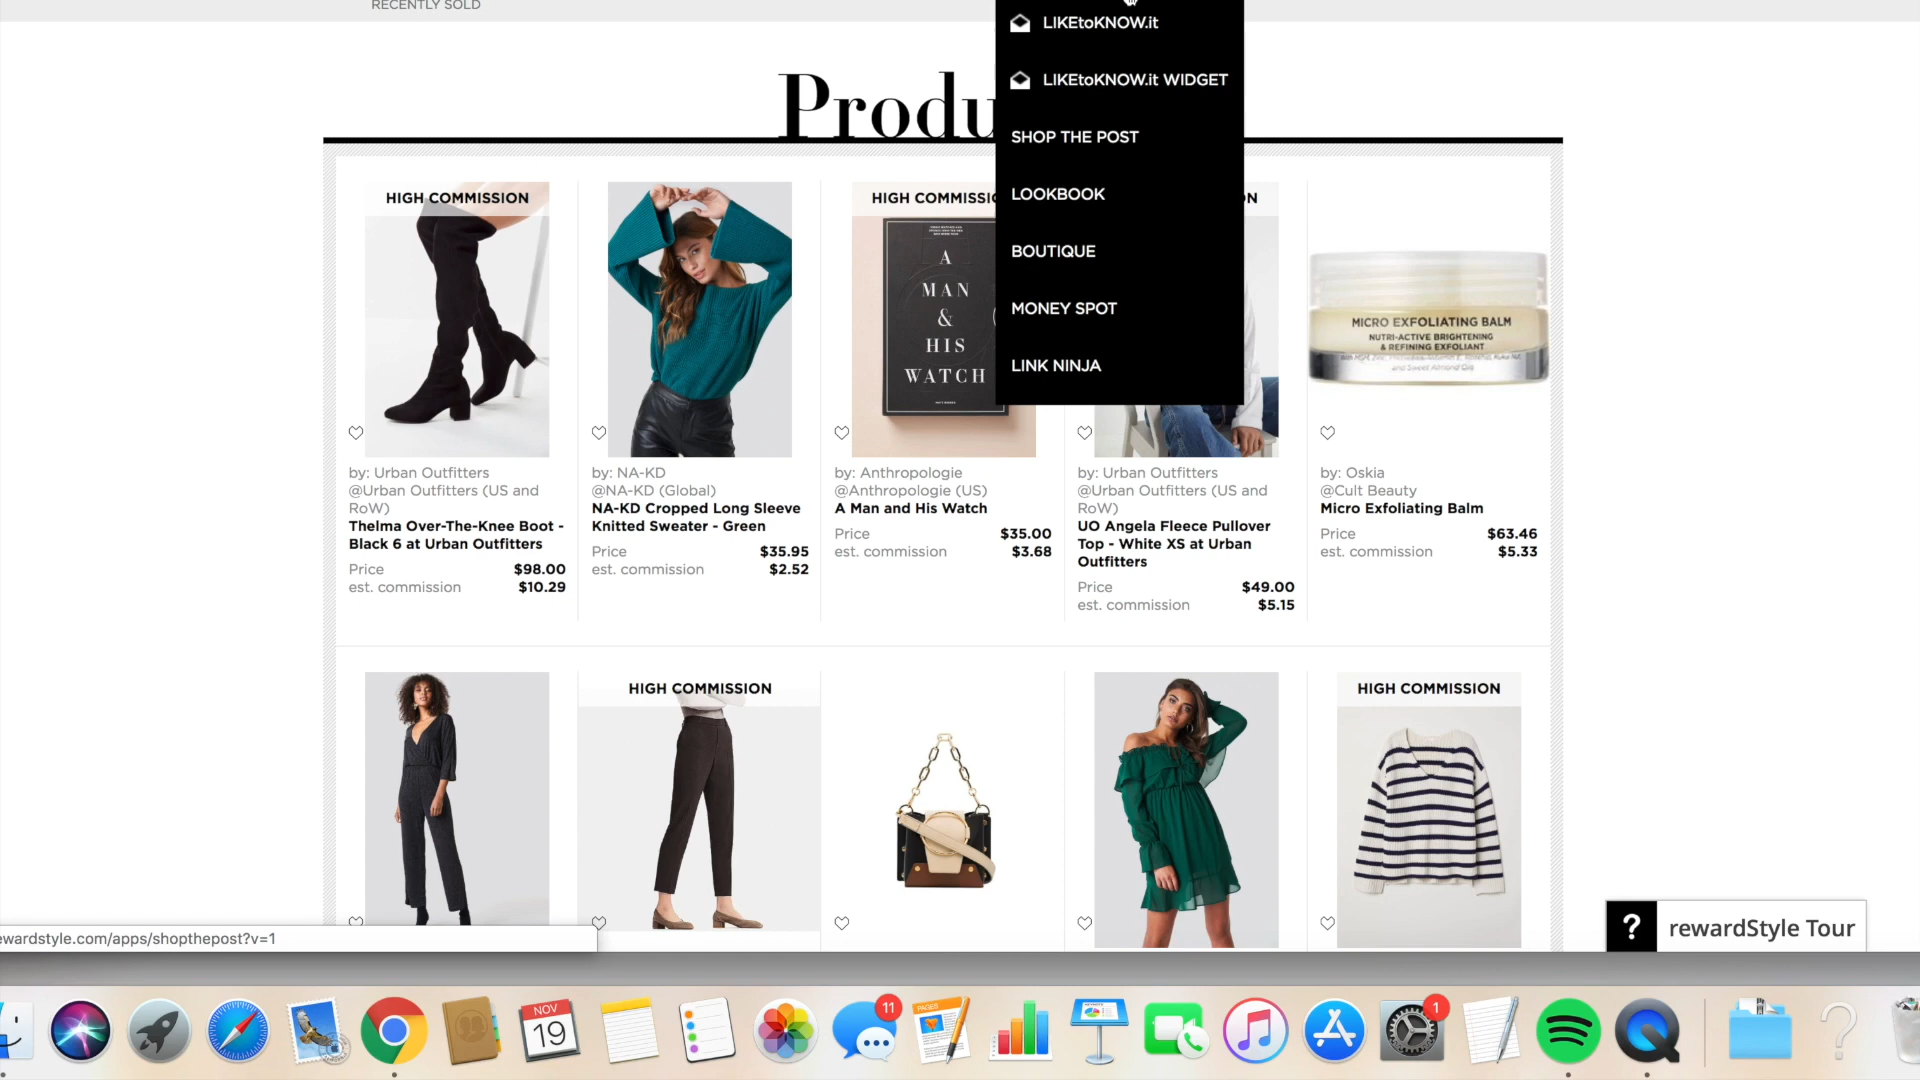 RECENTLY SOLD
LIKEtoKNOW.it
LIKEtoKNOW.it WIDGET
SHOP THE POST
LOOKBOOK
BOUTIQUE
MONEY SPOT
LINK NINJA
Produ
HIGH COMMISSION
HIGH COMMISSIO
N
A
MAN
&
HIS
WATCH
MICRO EXFOLIATING BALM
NUTRI-ACTIVE BRIGHTENING
& REFINING EXFOLIANT
and Sweet Almond Oil
by: Urban Outfitters
@Urban Outfitters (US and
RoW)
Thelma Over-The-Knee Boot -
Black 6 at Urban Outfitters
Price $98.00
est. commission $10.29
by: NA-KD
@NA-KD (Global)
NA-KD Cropped Long Sleeve
Knitted Sweater - Green
Price $35.95
est. commission $2.52
by: Anthropologie
@Anthropologie (US)
A Man and His Watch
Price $35.00
est. commission $3.68
by: Urban Outfitters
@Urban Outfitters (US and
RoW)
UO Angela Fleece Pullover
Top - White XS at Urban
Outfitters
Price $49.00
est. commission $5.15
by: Oskia
@Cult Beauty
Micro Exfoliating Balm
Price $63.46
est. commission $5.33
HIGH COMMISSION
HIGH COMMISSION
ewardstyle.com/apps/shopthepost?v=1
? rewardStyle Tour
NOV
19
11
PAGES
1